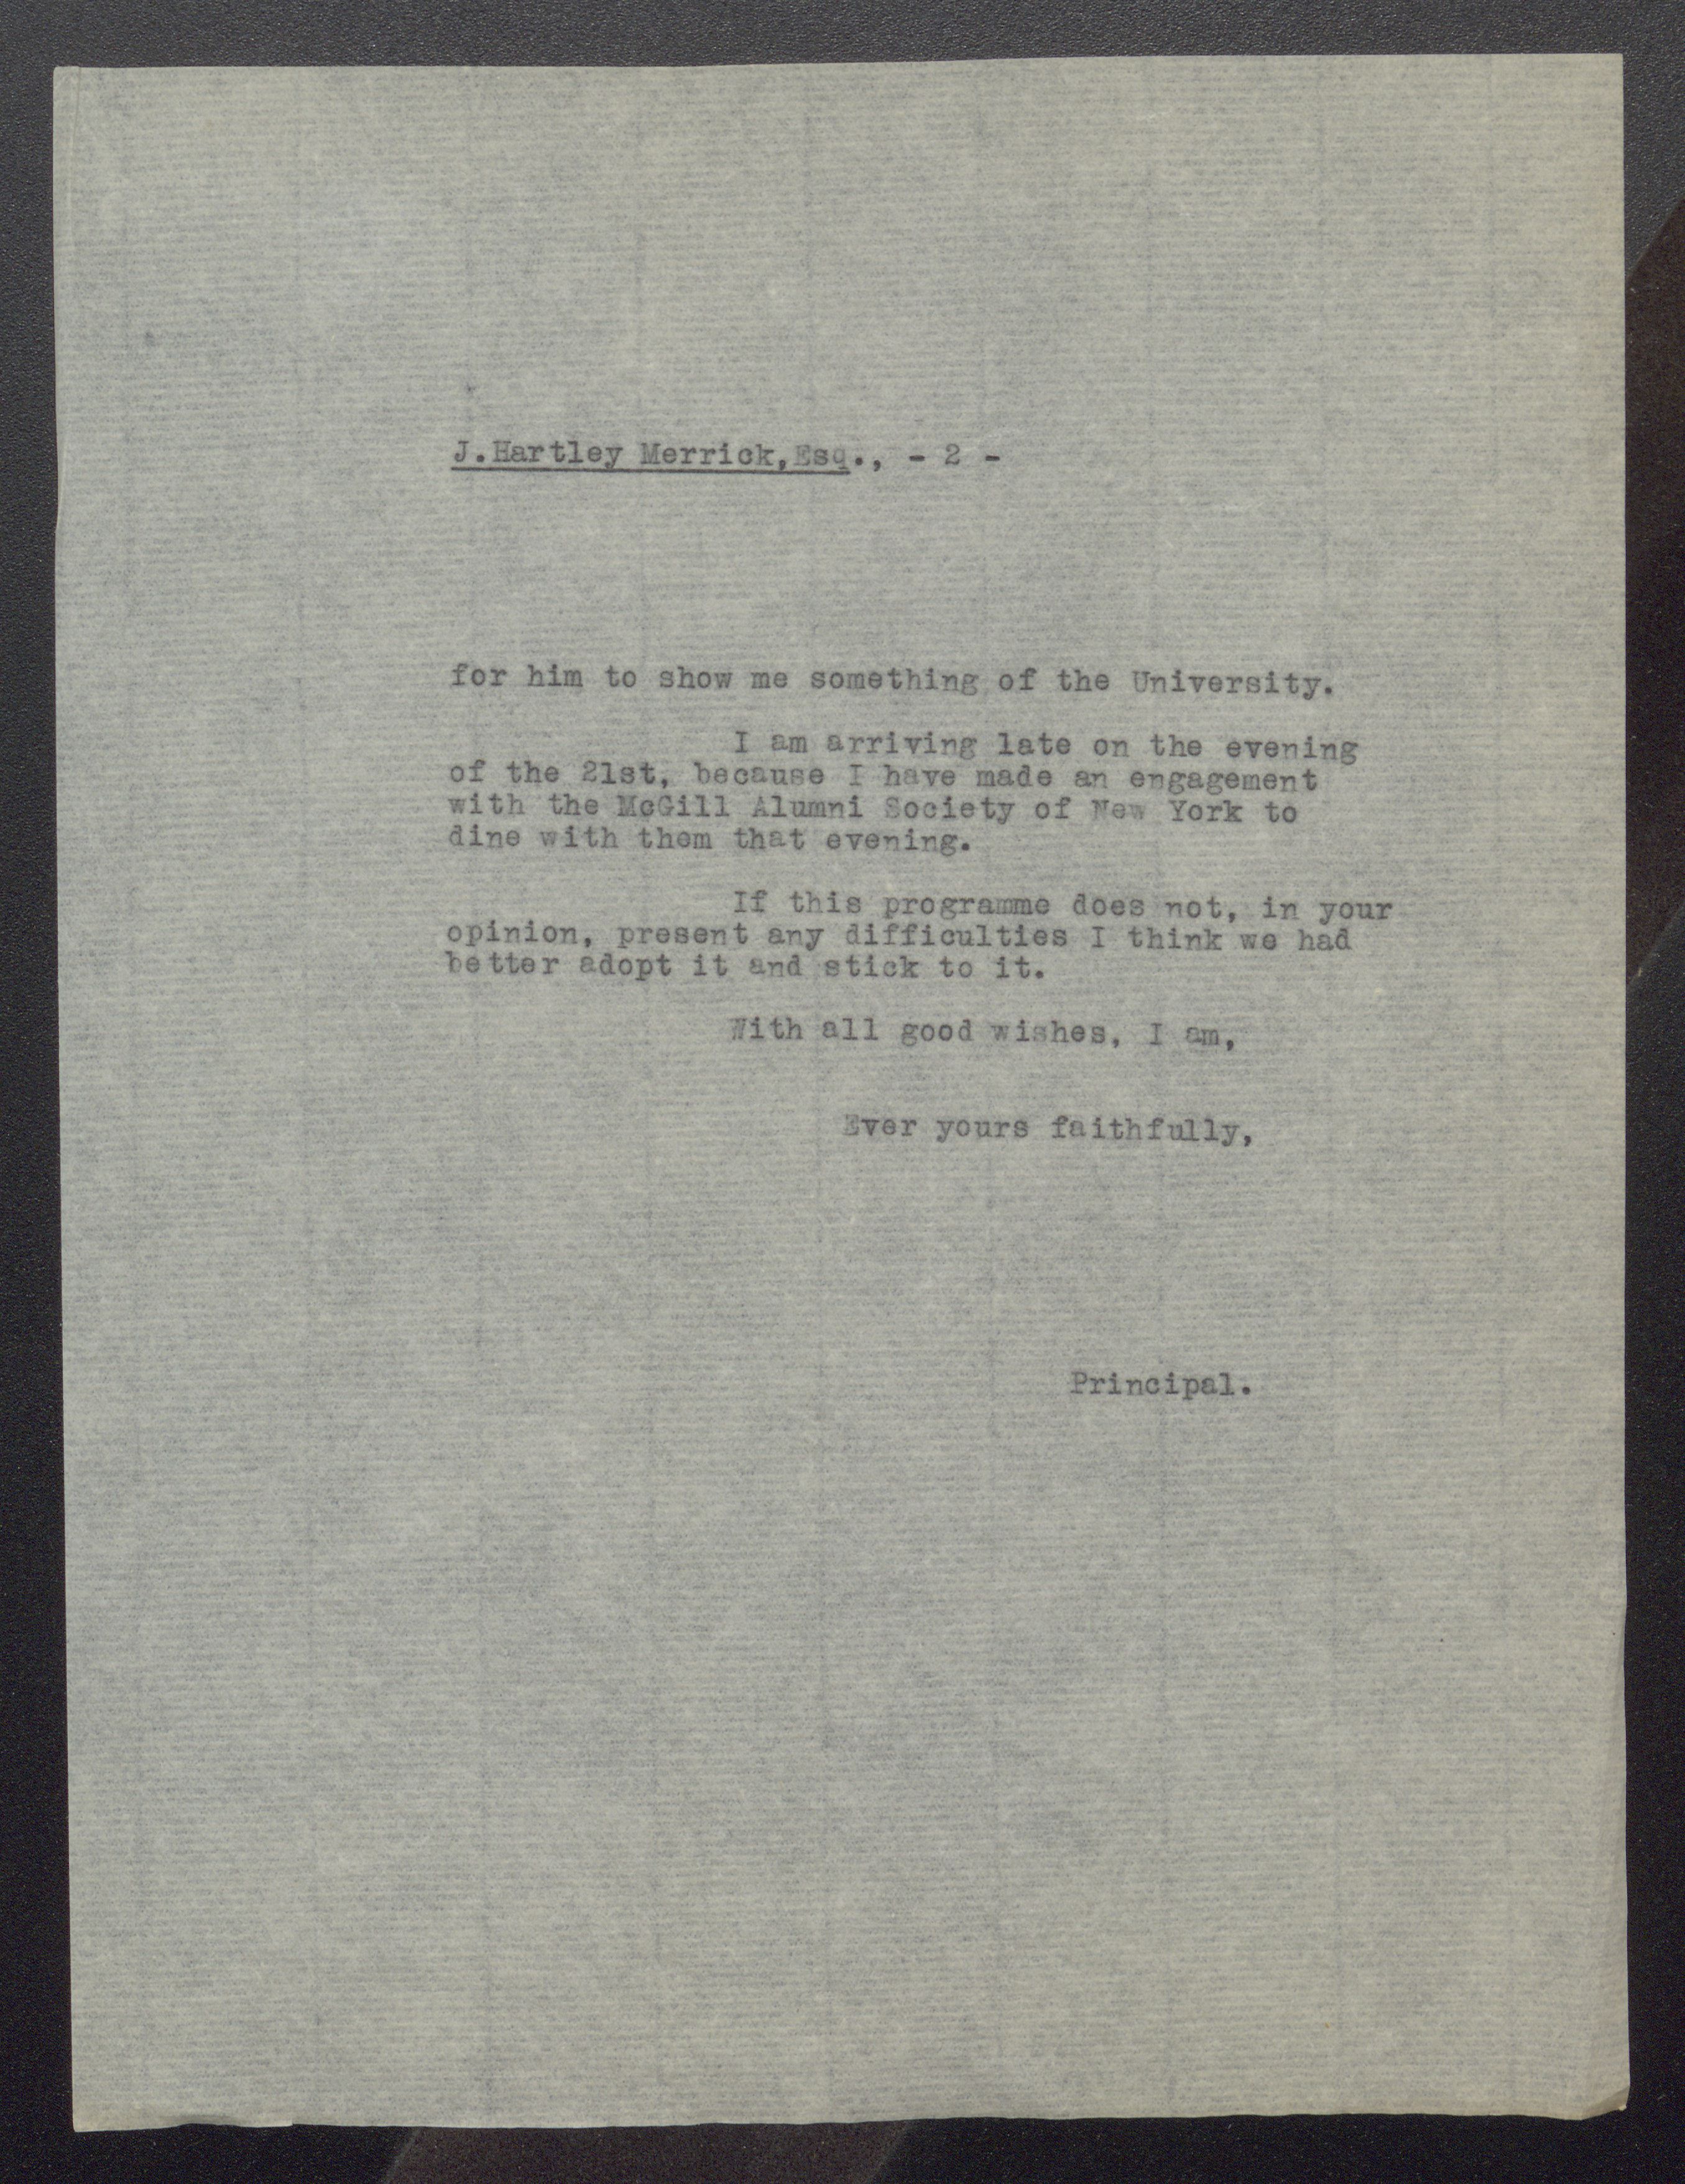 J.Hartley Merrick,Esq., - 2 -
for him to show me something of the University.
I am arriving late on the evening
of the 21st, because I have made an engagement
with the McGill Alumni Society of New York to
dine with them that evening.
If this programme does not, in your
opinion, present any difficulties I think we had
better adopt it and stick to it.
With all good wishes, I am,
Ever yours faithfully,
Principal.